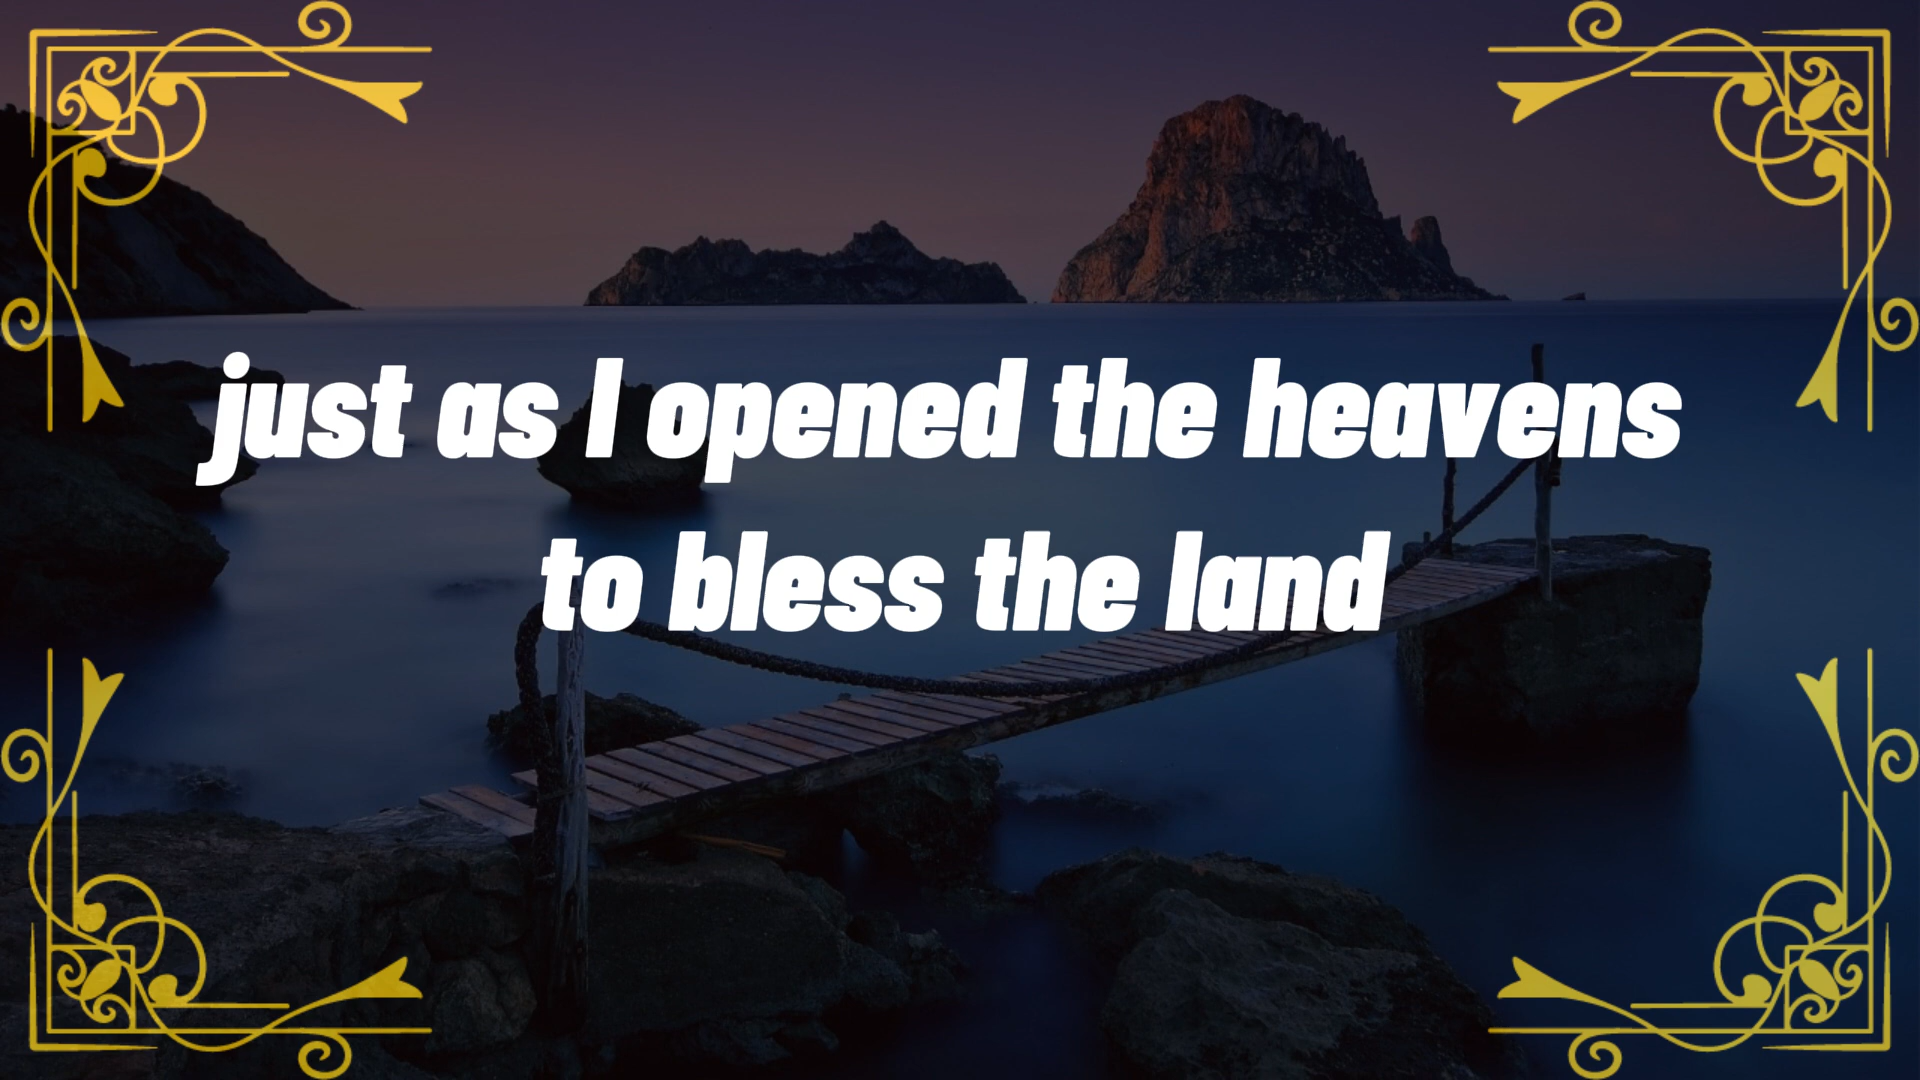 just as I opened the heavens
to bless the land